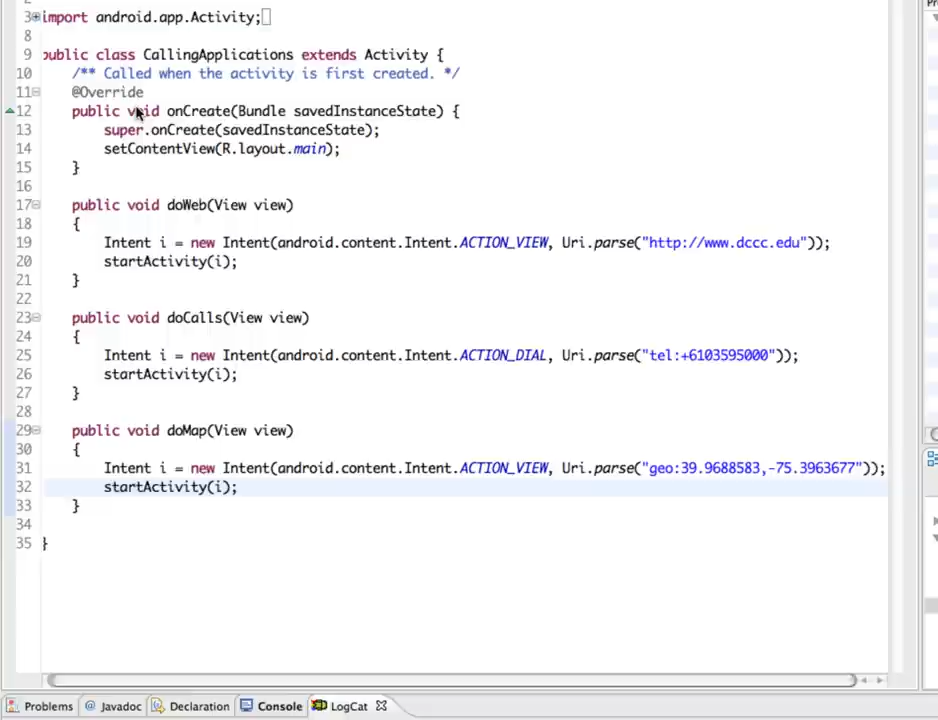 3 import android.app.Activity;
8
9 public class CallingApplications extends Activity {
10 /** Called when the activity is first created. */
11 @Override
12 public void onCreate(Bundle savedInstanceState) {
13 super.onCreate(savedInstanceState);
14 setContentView(R.layout.main);
15 }
16
17 public void doWeb(View view)
18 {
19 Intent i = new Intent(android.content.Intent.ACTION_VIEW, Uri.parse("http://www.dccc.edu"));
20 startActivity(i);
21 }
22
23 public void doCalls(View view)
24 {
25 Intent i = new Intent(android.content.Intent.ACTION_DIAL, Uri.parse("tel:+6103595000"));
26 startActivity(i);
27 }
28
29 public void doMap(View view)
30 {
31 Intent i = new Intent(android.content.Intent.ACTION_VIEW, Uri.parse("geo:39.9688583,-75.3963677"));
32 startActivity(i);
33 }
34
35 }
Problems @ Javadoc Declaration Console LogCat